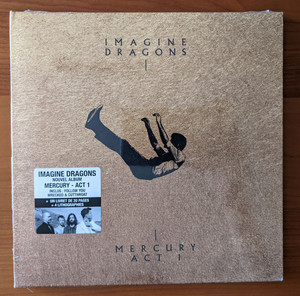 IMAGINE
DRAGONS
IMAGINE DRAGONS
NOUVEL ALBUM
MERCURY - ACT 1
INCLUS : FOLLOW YOU
WRECKED & CUTTHROAT
+ UN LIVRET DE 20 PAGES
+ 4 LITHOGRAPHIES
MERCURY
ACT I